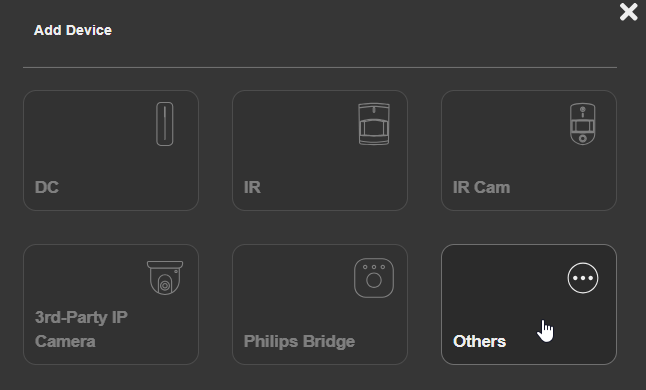 Add Device
DC
IR
IR Cam
3rd-Party IP
Camera
Philips Bridge
Others